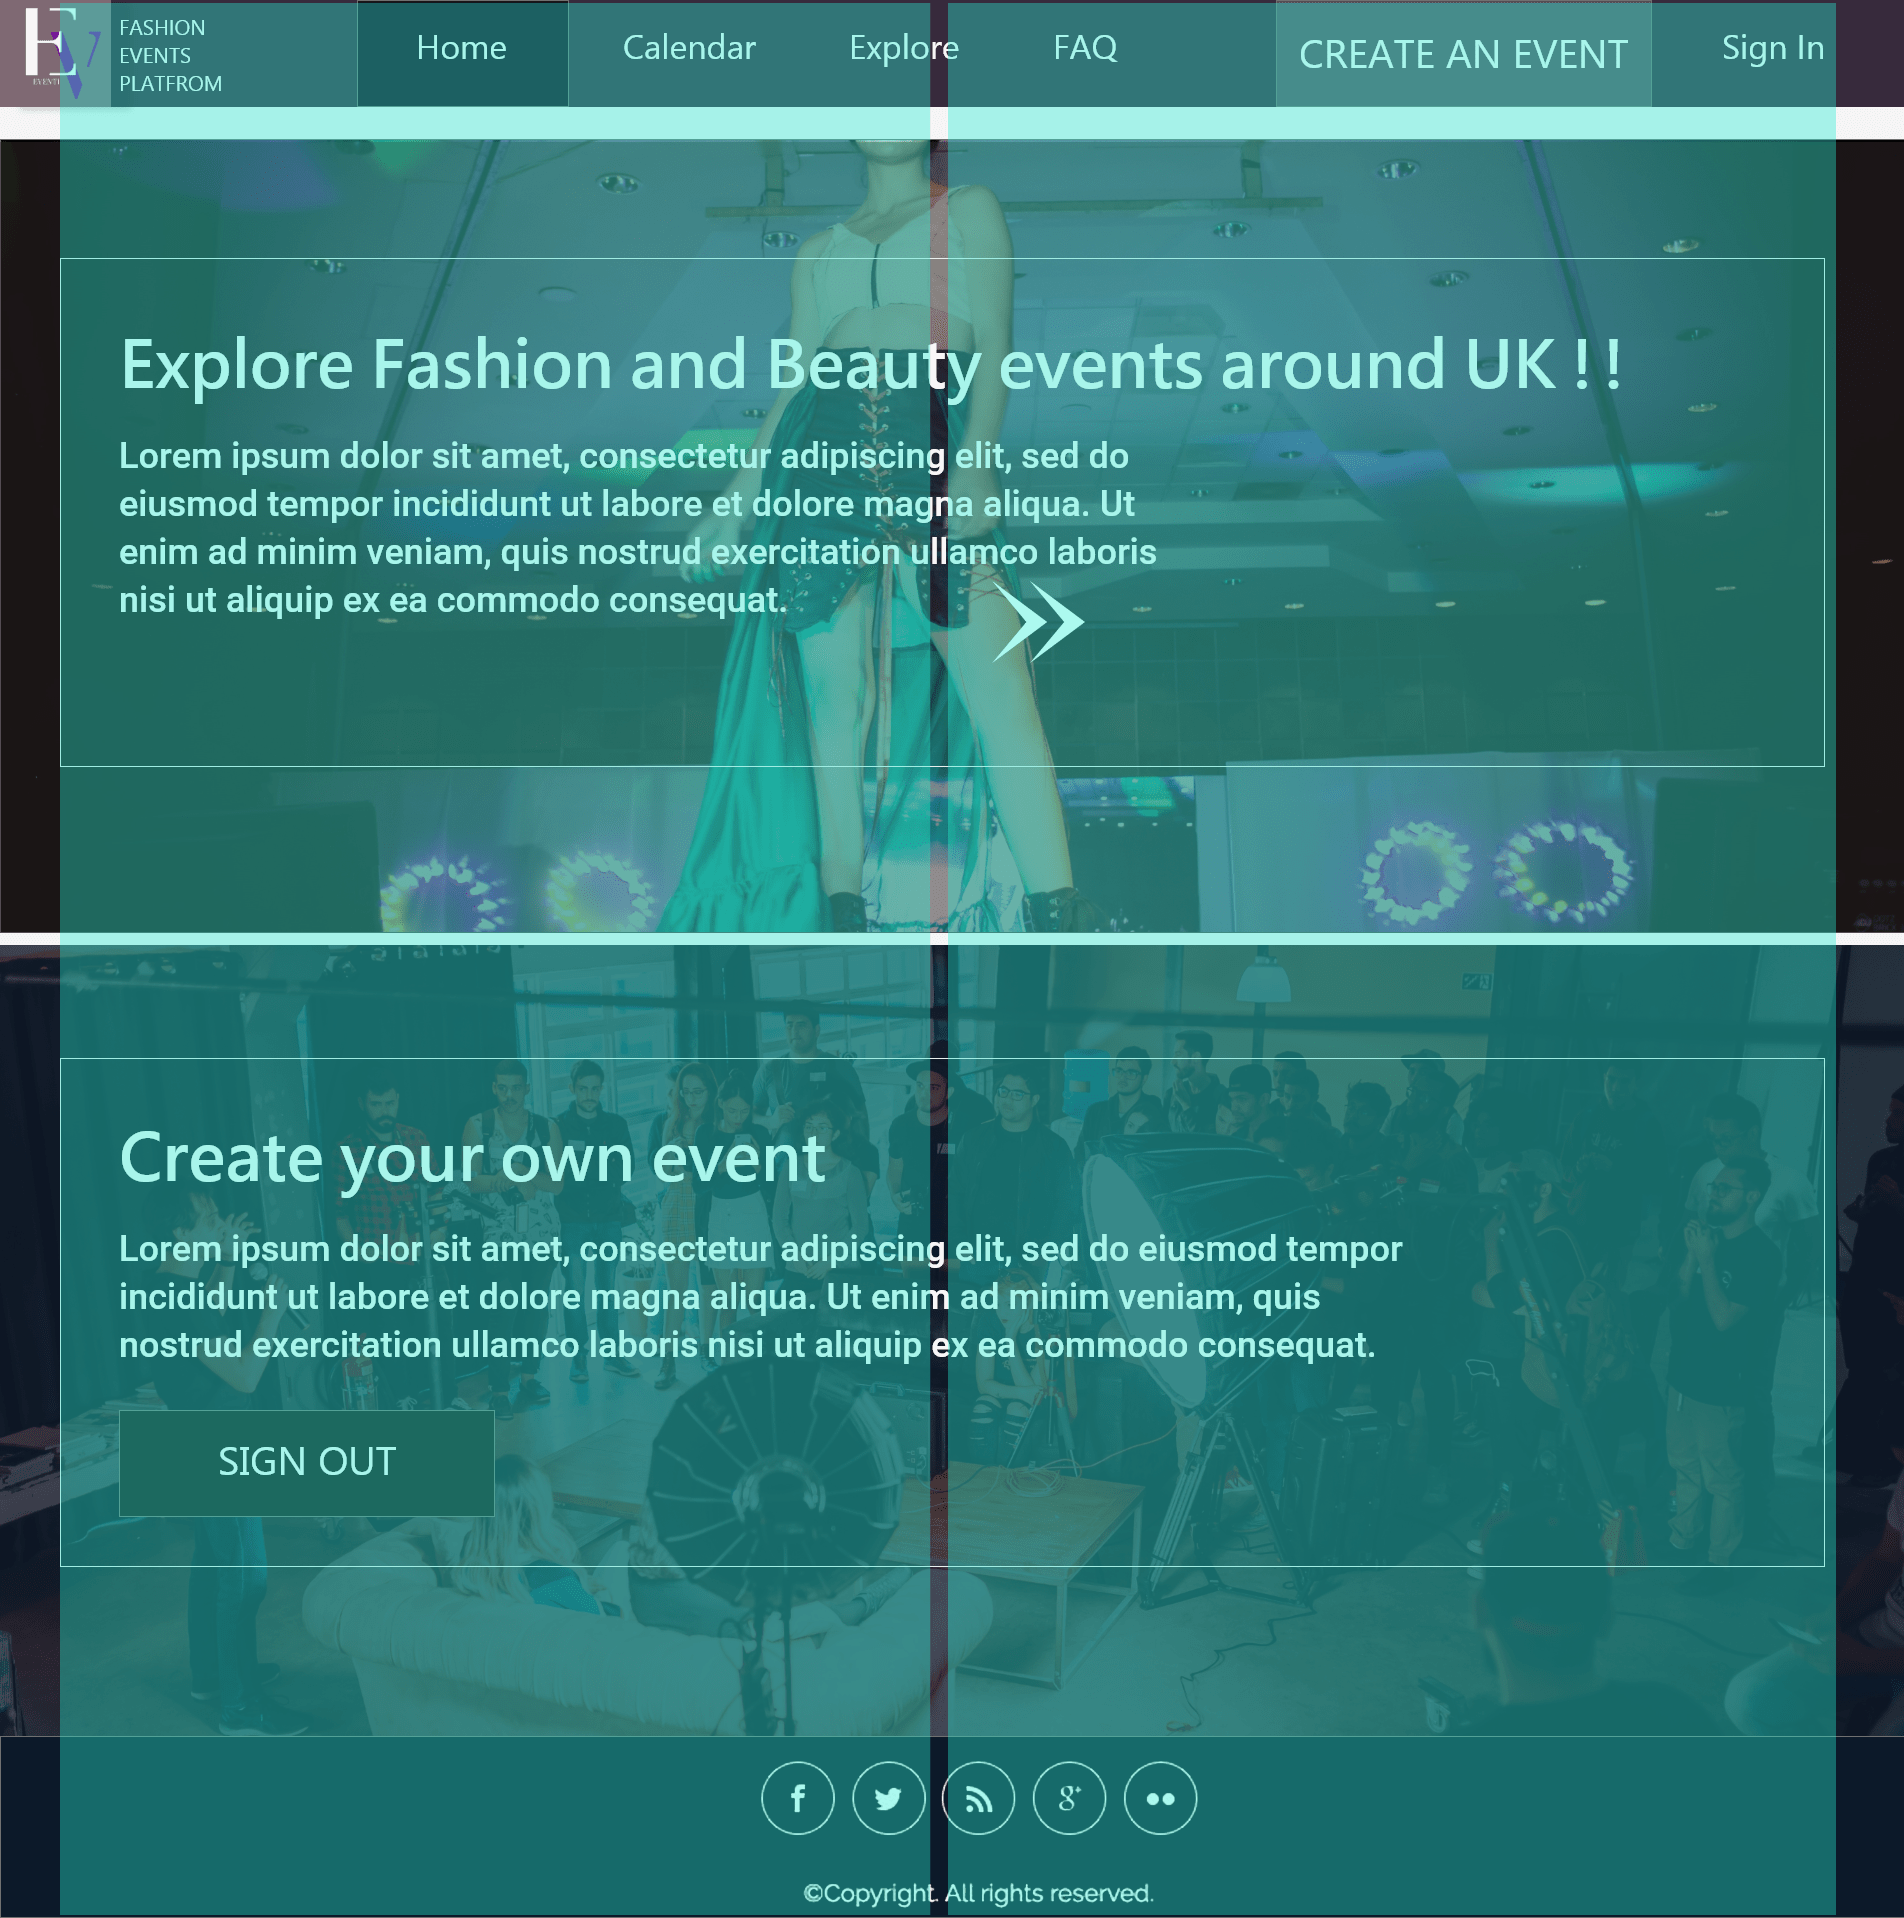 EV
EVENTI
FASHION
EVENTS
PLATFROM
Home
Calendar
Explore
FAQ
CREATE AN EVENT
Sign In
Explore Fashion and Beauty events around UK ! !
Lorem ipsum dolor sit amet, consectetur adipiscing elit, sed do
eiusmod tempor incididunt ut labore et dolore magna aliqua. Ut
enim ad minim veniam, quis nostrud exercitation ullamco laboris
nisi ut aliquip ex ea commodo consequat.
Create your own event
Lorem ipsum dolor sit amet, consectetur adipiscing elit, sed do eiusmod tempor
incididunt ut labore et dolore magna aliqua. Ut enim ad minim veniam, quis
nostrud exercitation ullamco laboris nisi ut aliquip ex ea commodo consequat.
SIGN OUT
©Copyright. All rights reserved.